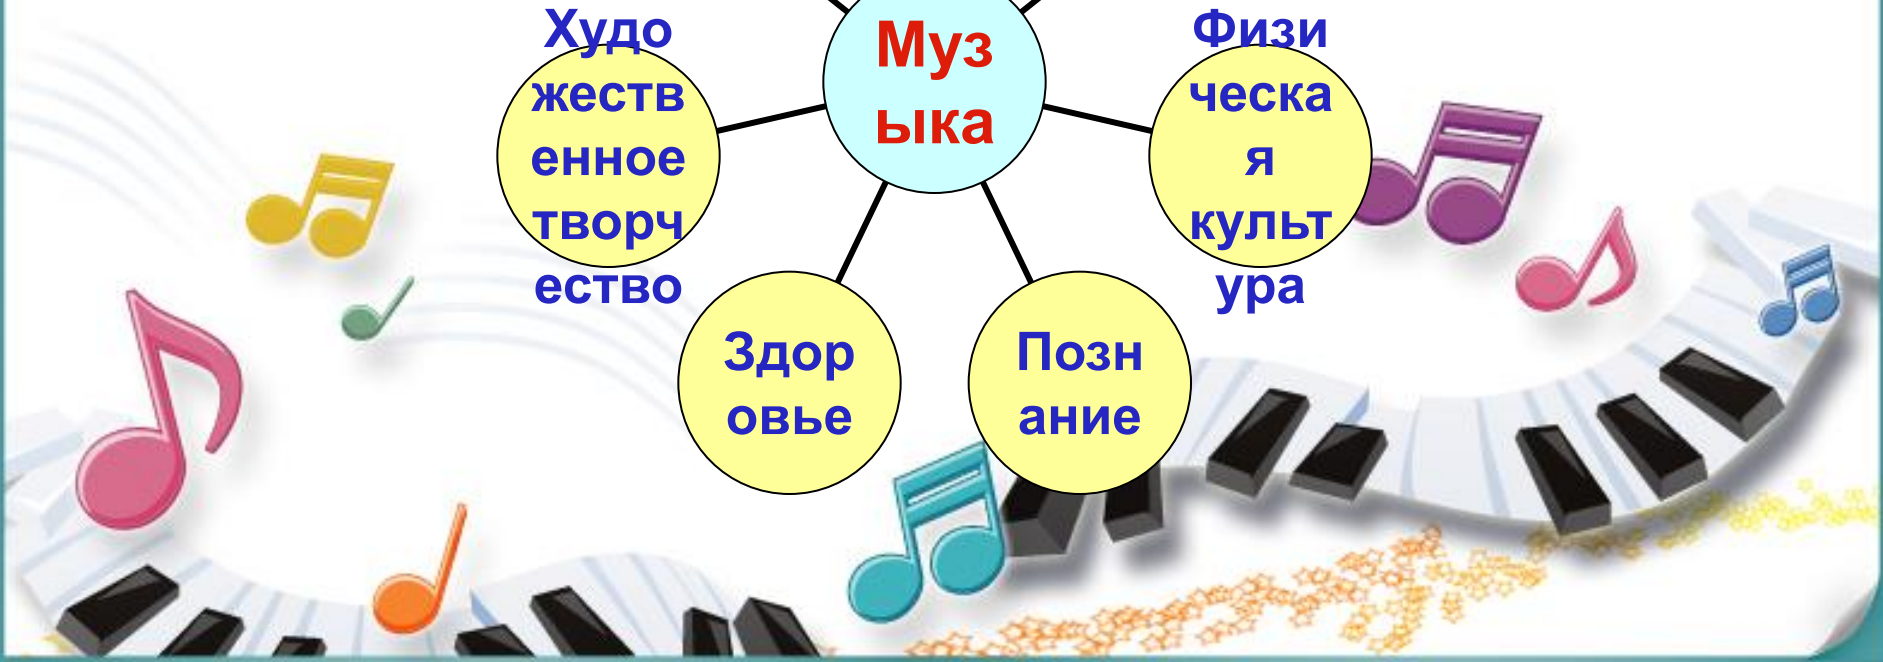 Муз
ыка
Худо
жеств
енное
творч
ество
Физи
ческа
я
культ
ура
Здор
овье
Позн
ание